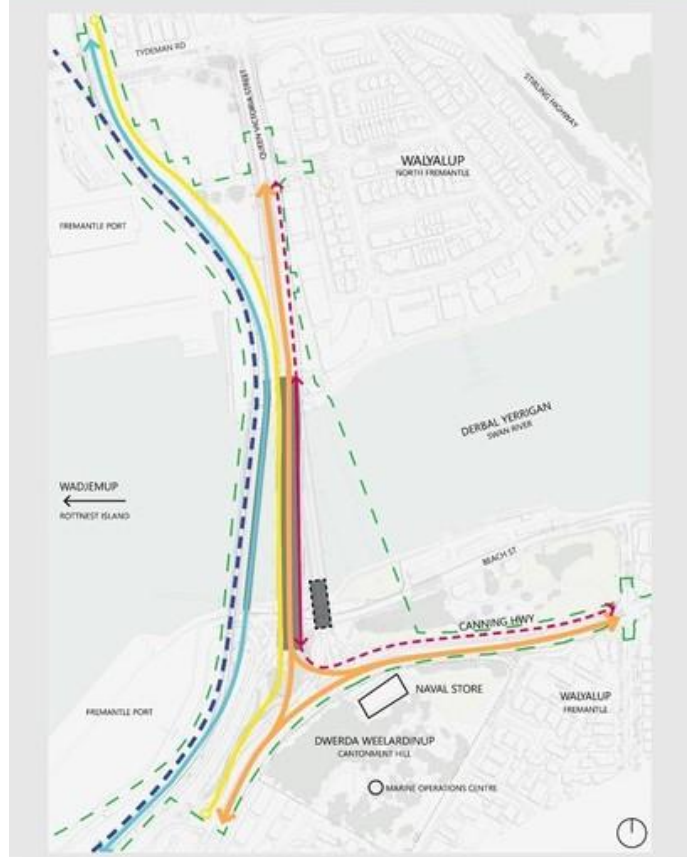 TYDEMAN RD
QUEEN VICTORIA STREET
STIRLING HIGHWAY
WALYALUP
NORTH FREMANTLE
FREMANTLE PORT
DERBAL YERRIGAN
SWAN RIVER
WADJEMUP
ROTTNEST ISLAND
BEACH ST
CANNING HWY
NAVAL STORE
WALYALUP
FREMANTLE
FREMANTLE PORT
DWERDA WEELARDINUP
CANTONMENT HILL
MARINE OPERATIONS CENTRE